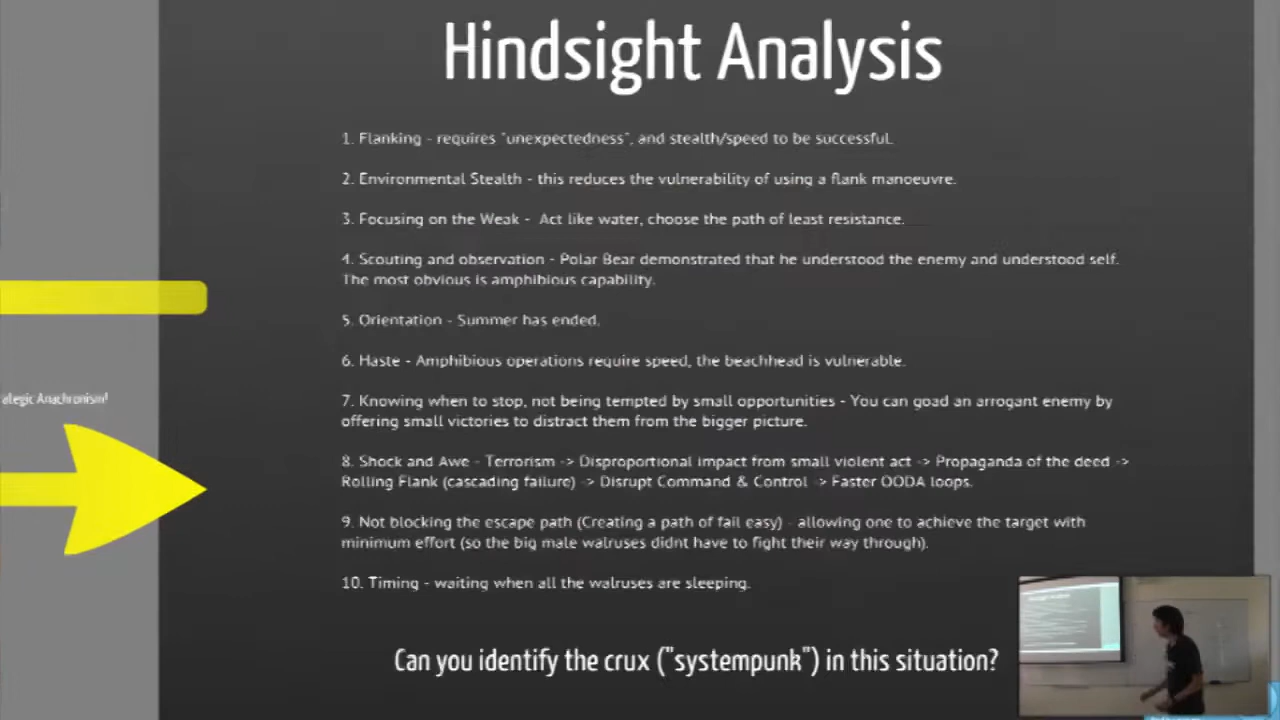 Hindsight Analysis
1. Flanking - requires "unexpectedness", and stealth/speed to be successful.
2. Environmental Stealth - this reduces the vulnerability of using a flank manoeuvre.
3. Focusing on the Weak - Act like water, choose the path of least resistance.
4. Scouting and observation - Polar Bear demonstrated that he understood the enemy and understood self.
The most obvious is amphibious capability.
5. Orientation - Summer has ended.
6. Haste - Amphibious operations require speed, the beachhead is vulnerable.
ategic Anachronism!
7. Knowing when to stop, not being tempted by small opportunities - You can goad an arrogant enemy by
offering small victories to distract them from the bigger picture.
8. Shock and Awe - Terrorism -> Disproportional impact from small violent act -> Propaganda of the deed ->
Rolling Flank (cascading failure) -> Disrupt Command & Control -> Faster OODA loops.
9. Not blocking the escape path (Creating a path of fail easy) - allowing one to achieve the target with
minimum effort (so the big male walruses didnt have to fight their way through).
10. Timing - waiting when all the walruses are sleeping.
Can you identify the crux ("systempunk") in this situation?